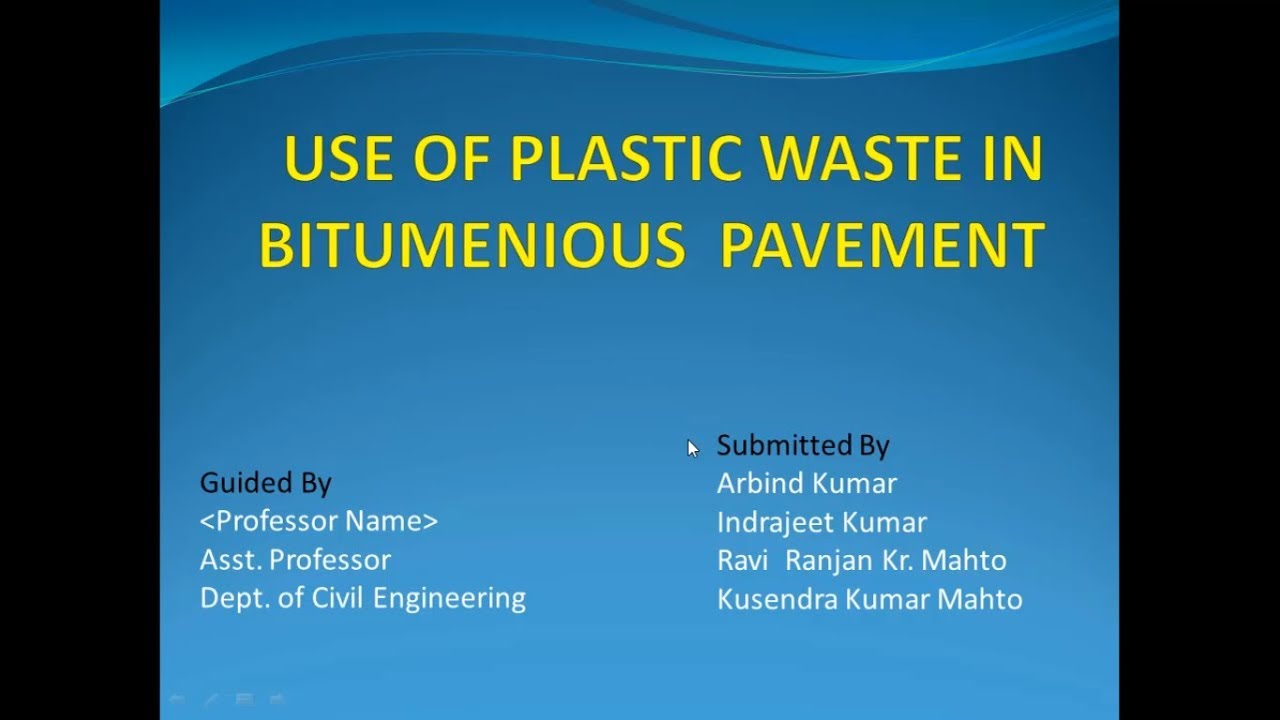 USE OF PLASTIC WASTE IN
BITUMENIOUS  PAVEMENT
Guided By
<Professor Name>
Asst. Professor
Dept. of Civil Engineering
Submitted By
Arbind Kumar
Indrajeet Kumar
Ravi  Ranjan Kr. Mahto
Kusendra Kumar Mahto